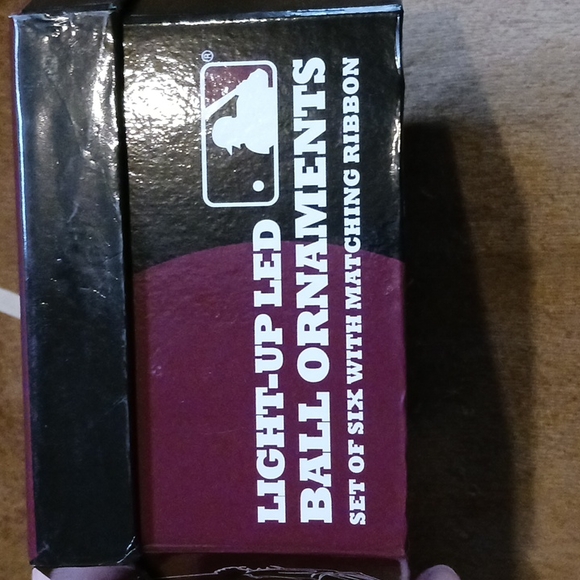 ®
LIGHT-UP LED
BALL ORNAMENTS
SET OF SIX WITH MATCHING RIBBON